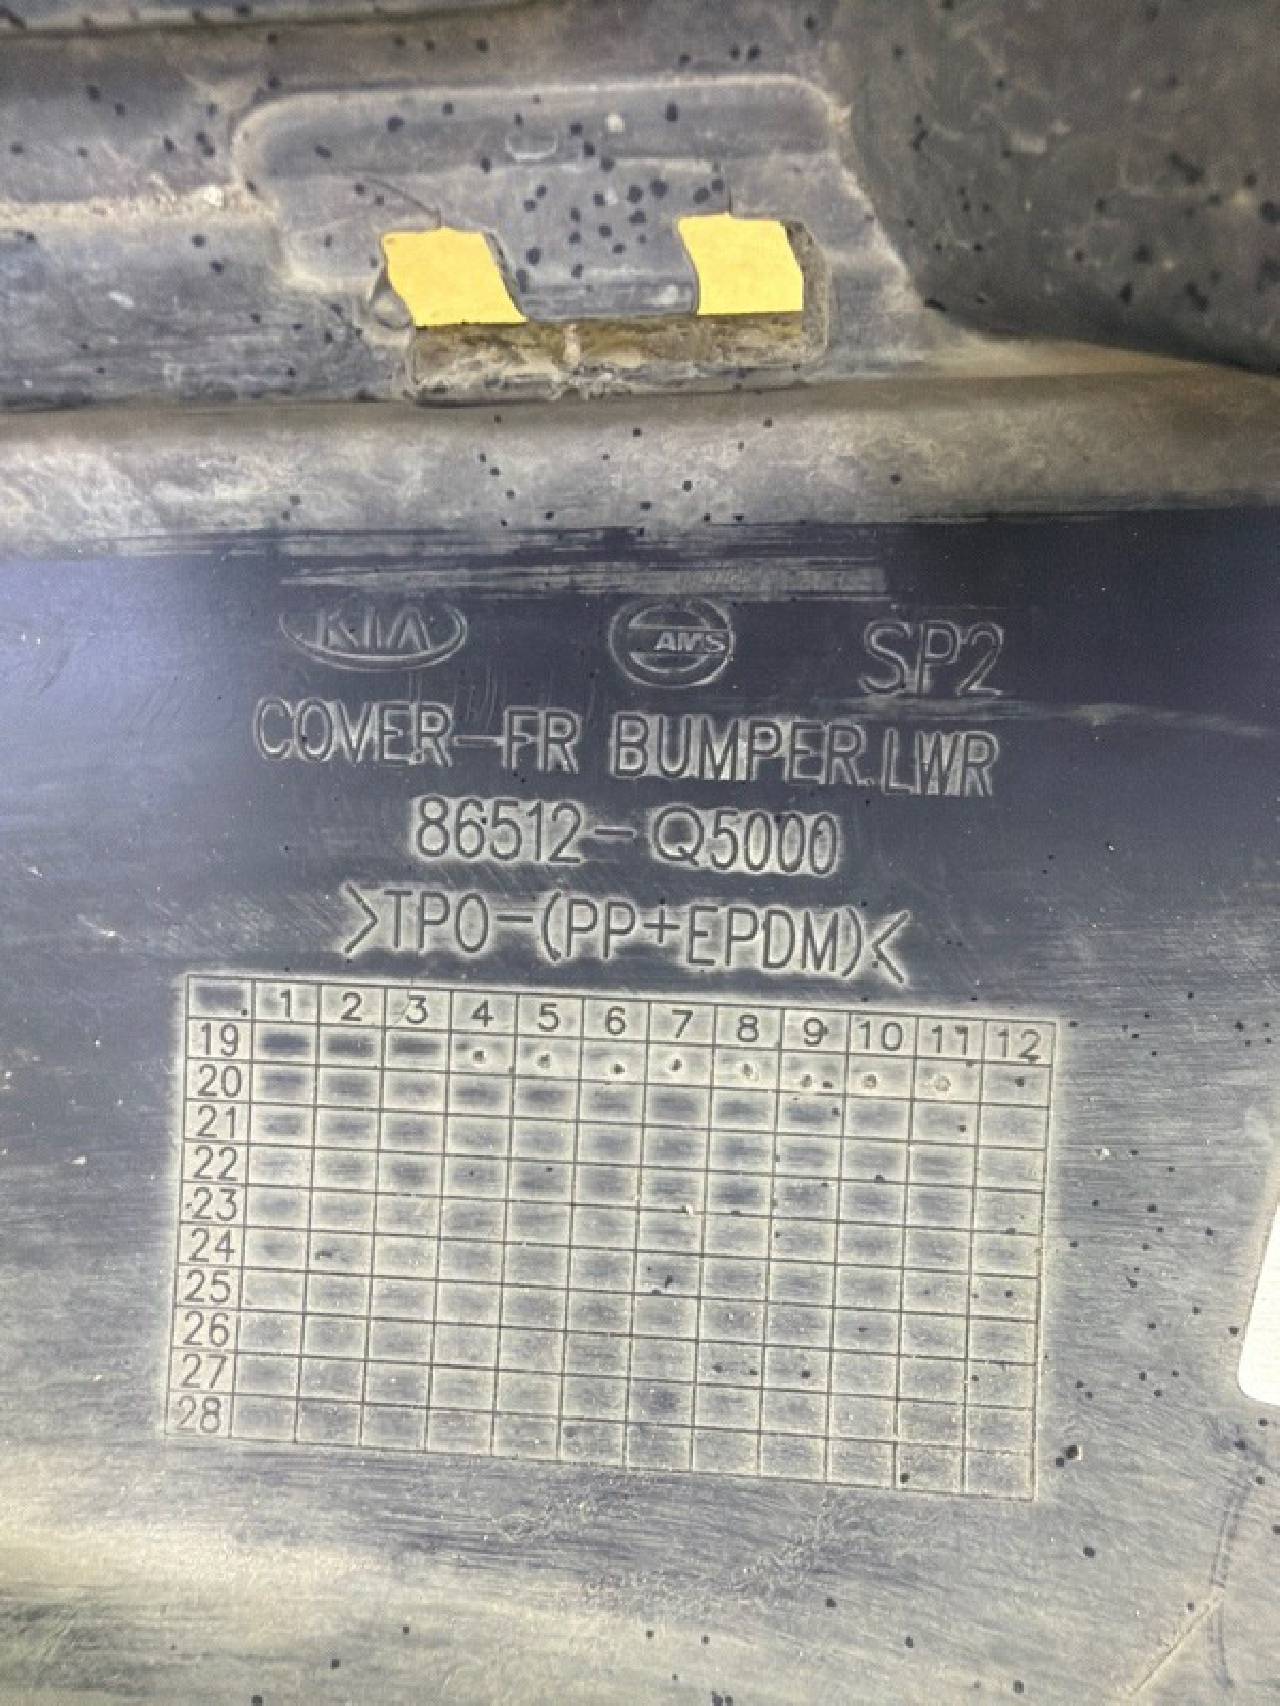 KIA AMS SP2
COVER-FR BUMPER.LWR
86512-Q5000
>TPO-(PP+EPDM)<
1 2 3 4 5 6 7 8 9 10 11 12
19
20
21
22
23
24
25
26
27
28